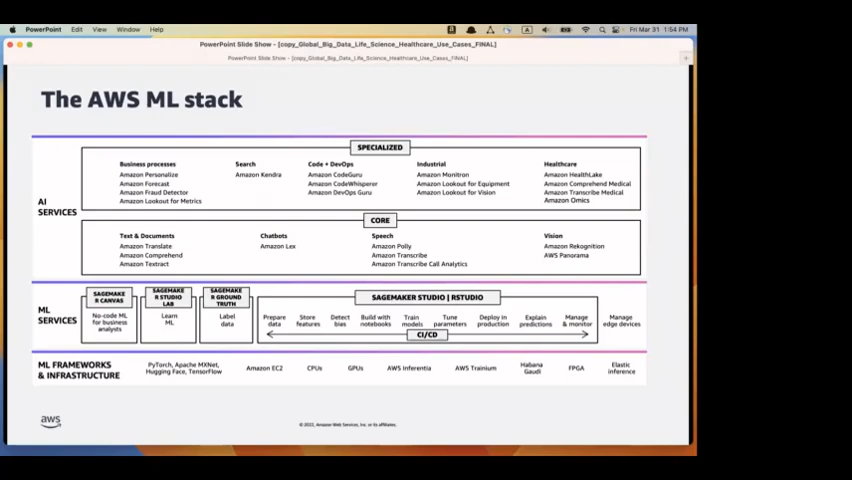 PowerPoint Edit View Window Help
A
Fri Mar 31 1:54 PM
PowerPoint Slide Show - [copy_Global_Big_Data_Life_Science_Healthcare_Use_Cases_FINAL]
PowerPoint Slide Show - [copy_Global_Big_Data_Life_Science_Healthcare_Use_Cases_FINAL]
The AWS ML stack
AI
SERVICES
SPECIALIZED
Business processes
Amazon Personalize
Amazon Forecast
Amazon Fraud Detector
Amazon Lookout for Metrics
Search
Amazon Kendra
Code + DevOps
Amazon CodeGuru
Amazon CodeWhisperer
Amazon DevOps Guru
Industrial
Amazon Monitron
Amazon Lookout for Equipment
Amazon Lookout for Vision
Healthcare
Amazon HealthLake
Amazon Comprehend Medical
Amazon Transcribe Medical
Amazon Omics
CORE
Text & Documents
Amazon Translate
Amazon Comprehend
Amazon Textract
Chatbots
Amazon Lex
Speech
Amazon Polly
Amazon Transcribe
Amazon Transcribe Call Analytics
Vision
Amazon Rekognition
AWS Panorama
ML
SERVICES
SAGEMAKE
R CANVAS
No-code ML
for business
analysts
SAGEMAKE
R STUDIO
LAB
Learn
ML
SAGEMAKE
R GROUND
TRUTH
Label
data
SAGEMAKER STUDIO | RSTUDIO
Prepare
data
Store
features
Detect
bias
Build with
notebooks
Train
models
Tune
parameters
Deploy in
production
Explain
predictions
Manage
& monitor
CI/CD
Manage
edge devices
ML FRAMEWORKS
& INFRASTRUCTURE
PyTorch, Apache MXNet,
Hugging Face, TensorFlow
Amazon EC2
CPUs
GPUs
AWS Inferentia
AWS Trainium
Habana
Gaudi
FPGA
Elastic
inference
aws
© 2022, Amazon Web Services, Inc. or its affiliates.